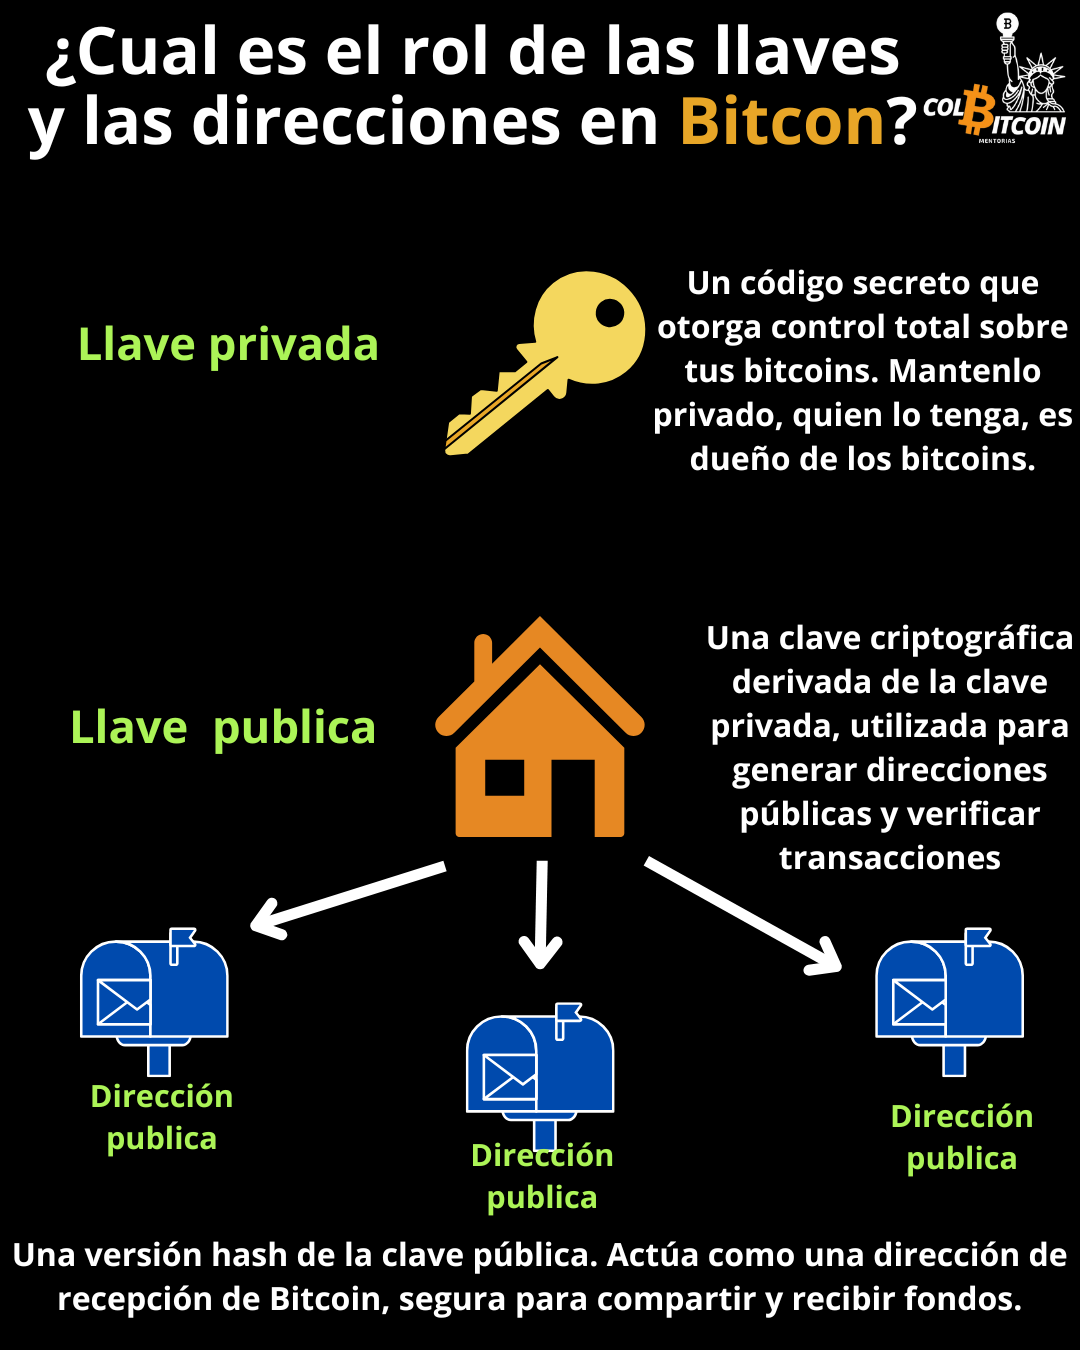 ¿Cual es el rol de las llaves
y las direcciones en Bitcon?
COL
BITCOIN
MENTORIAS
Llave privada
Un código secreto que
otorga control total sobre
tus bitcoins. Mantenlo
privado, quien lo tenga, es
dueño de los bitcoins.
Llave  publica
Una clave criptográfica
derivada de la clave
privada, utilizada para
generar direcciones
públicas y verificar
transacciones
Dirección
publica
Dirección
publica
Dirección
publica
Una versión hash de la clave pública. Actúa como una dirección de
recepción de Bitcoin, segura para compartir y recibir fondos.